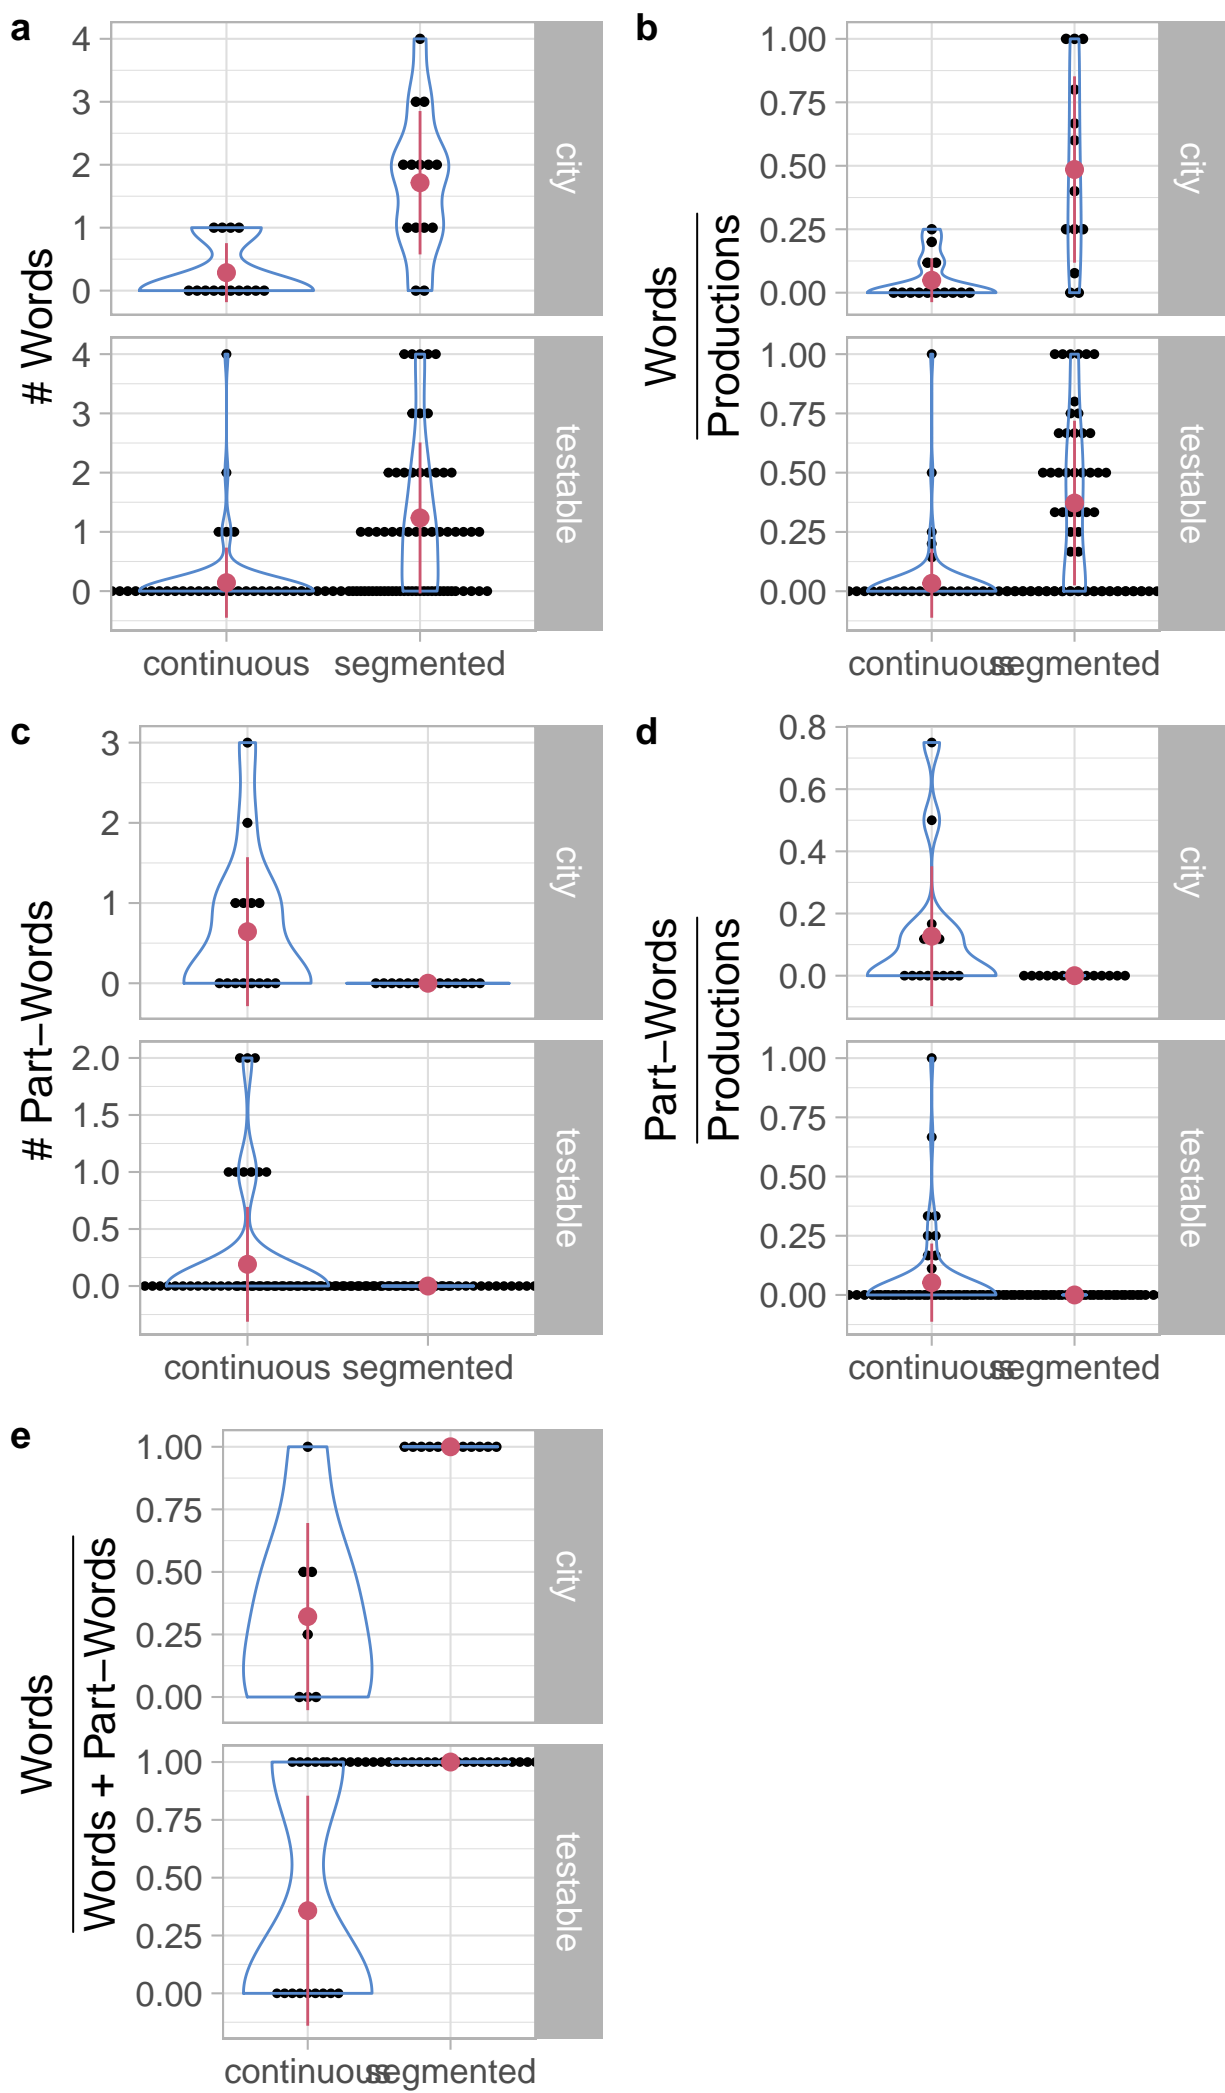 a
# Words
4
3
2
1
0
city
4
3
2
1
0
testable
continuous segmented
b
Words
Productions
1.00
0.75
0.50
0.25
0.00
city
1.00
0.75
0.50
0.25
0.00
testable
continuous segmented
c
# Part−Words
3
2
1
0
city
2.0
1.5
1.0
0.5
0.0
testable
continuous segmented
d
Part−Words
Productions
0.8
0.6
0.4
0.2
0.0
city
1.00
0.75
0.50
0.25
0.00
testable
continuous segmented
e
Words
Words + Part−Words
1.00
0.75
0.50
0.25
0.00
city
1.00
0.75
0.50
0.25
0.00
testable
continuous segmented